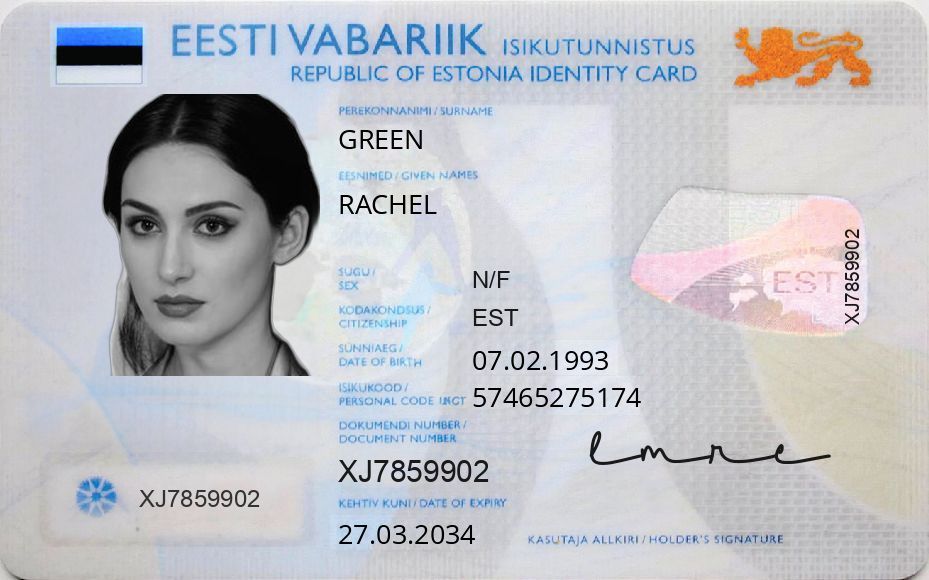 EESTI VABARIIK ISIKUTUNNISTUS
REPUBLIC OF ESTONIA IDENTITY CARD
PEREKONNANIMI / SURNAME
GREEN
EESNIMED / GIVEN NAMES
RACHEL
SUGU /
SEX
N/F
KODAKONDSUS /
CITIZENSHIP
EST
SÜNNIAEG /
DATE OF BIRTH
07.02.1993
ISIKUKOOD /
PERSONAL CODE
57465275174
DOKUMENDI NUMBER /
DOCUMENT NUMBER
XJ7859902
KEHTIV KUNI / DATE OF EXPIRY
27.03.2034
XJ7859902
EST
XJ7859902
KASUTAJA ALLKIRI / HOLDER'S SIGNATURE